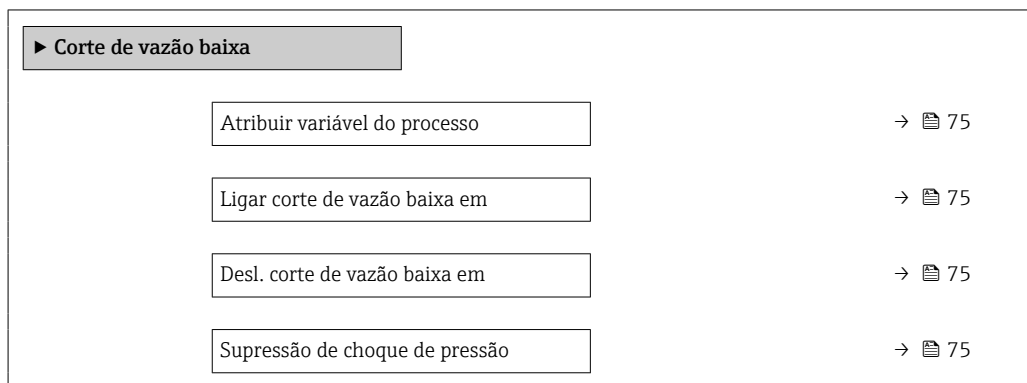 ▶ Corte de vazão baixa
Atribuir variável do processo → 75
Ligar corte de vazão baixa em → 75
Desl. corte de vazão baixa em → 75
Supressão de choque de pressão → 75